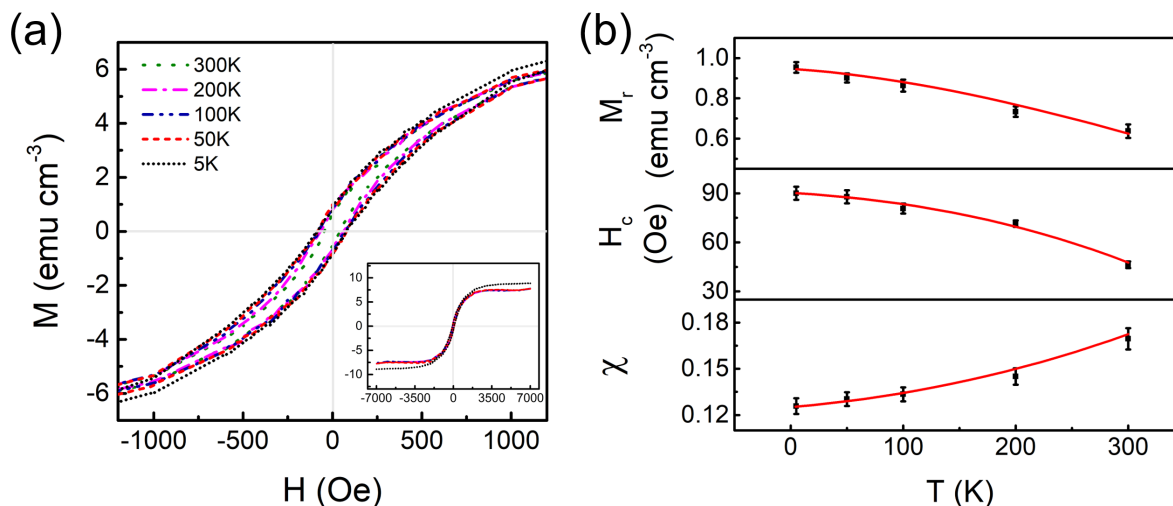 (a)
6
4
2
0
-2
-4
-6
M (emu cm⁻³)
300K
200K
100K
50K
5K
10
5
0
-5
-10
-7000 -3500 0 3500 7000
-1000 -500 0 500 1000
H (Oe)
(b)
Mᵣ
(emu cm⁻³)
1.0
0.8
0.6
H꜀
(Oe)
90
60
30
χ
0.18
0.15
0.12
0 100 200 300
T (K)